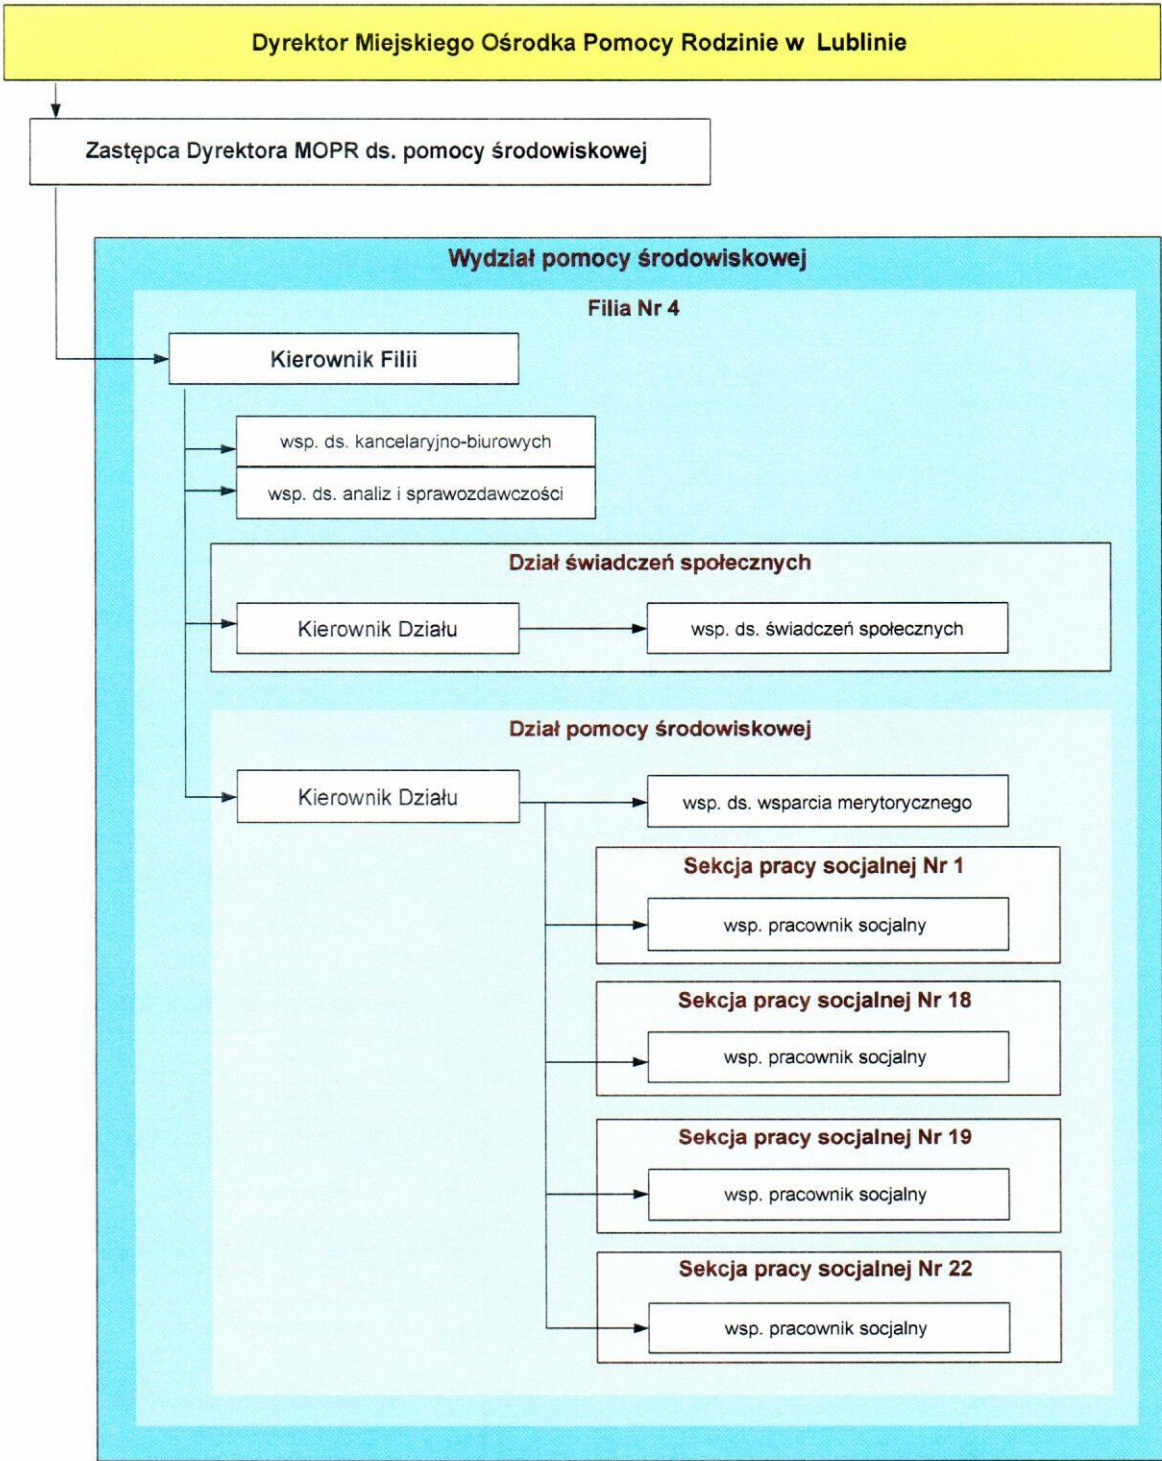 Dyrektor Miejskiego Ośrodka Pomocy Rodzinie w Lublinie
Zastępca Dyrektora MOPR ds. pomocy środowiskowej
Wydział pomocy środowiskowej
Filia Nr 4
Kierownik Filii
wsp. ds. kancelaryjno-biurowych
wsp. ds. analiz i sprawozdawczości
Dział świadczeń społecznych
Kierownik Działu
wsp. ds. świadczeń społecznych
Dział pomocy środowiskowej
Kierownik Działu
wsp. ds. wsparcia merytorycznego
Sekcja pracy socjalnej Nr 1
wsp. pracownik socjalny
Sekcja pracy socjalnej Nr 18
wsp. pracownik socjalny
Sekcja pracy socjalnej Nr 19
wsp. pracownik socjalny
Sekcja pracy socjalnej Nr 22
wsp. pracownik socjalny